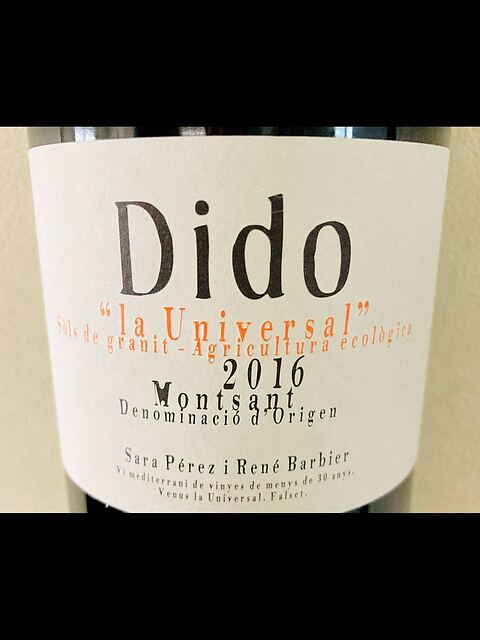 Dido
“la Universal”
Sòls de granit - Agricultura ecològica
2016
Montsant
Denominació d'Origen
Sara Pérez i René Barbier
Vi mediterrani de vinyes de menys de 30 anys.
Venus la Universal. Falset.